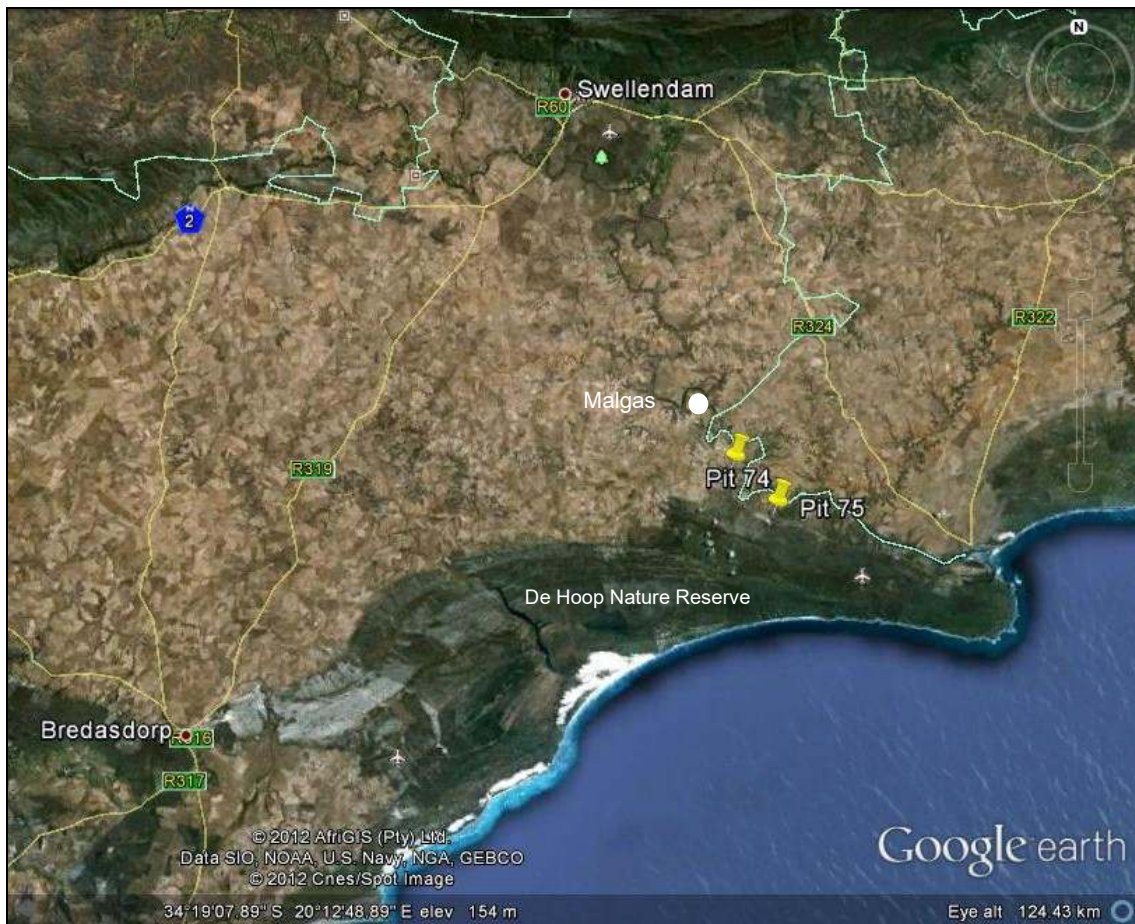 N
Swellendam
R60
2
R324
R322
Malgas
R319
Pit 74
Pit 75
De Hoop Nature Reserve
Bredasdorp
R316
R317
© 2012 AfriGIS (Pty) Ltd.
Data SIO, NOAA, U.S. Navy, NGA, GEBCO
© 2012 Cnes/Spot Image
Google earth
34°19'07.89" S 20°12'48.89" E elev 154 m
Eye alt 124.43 km